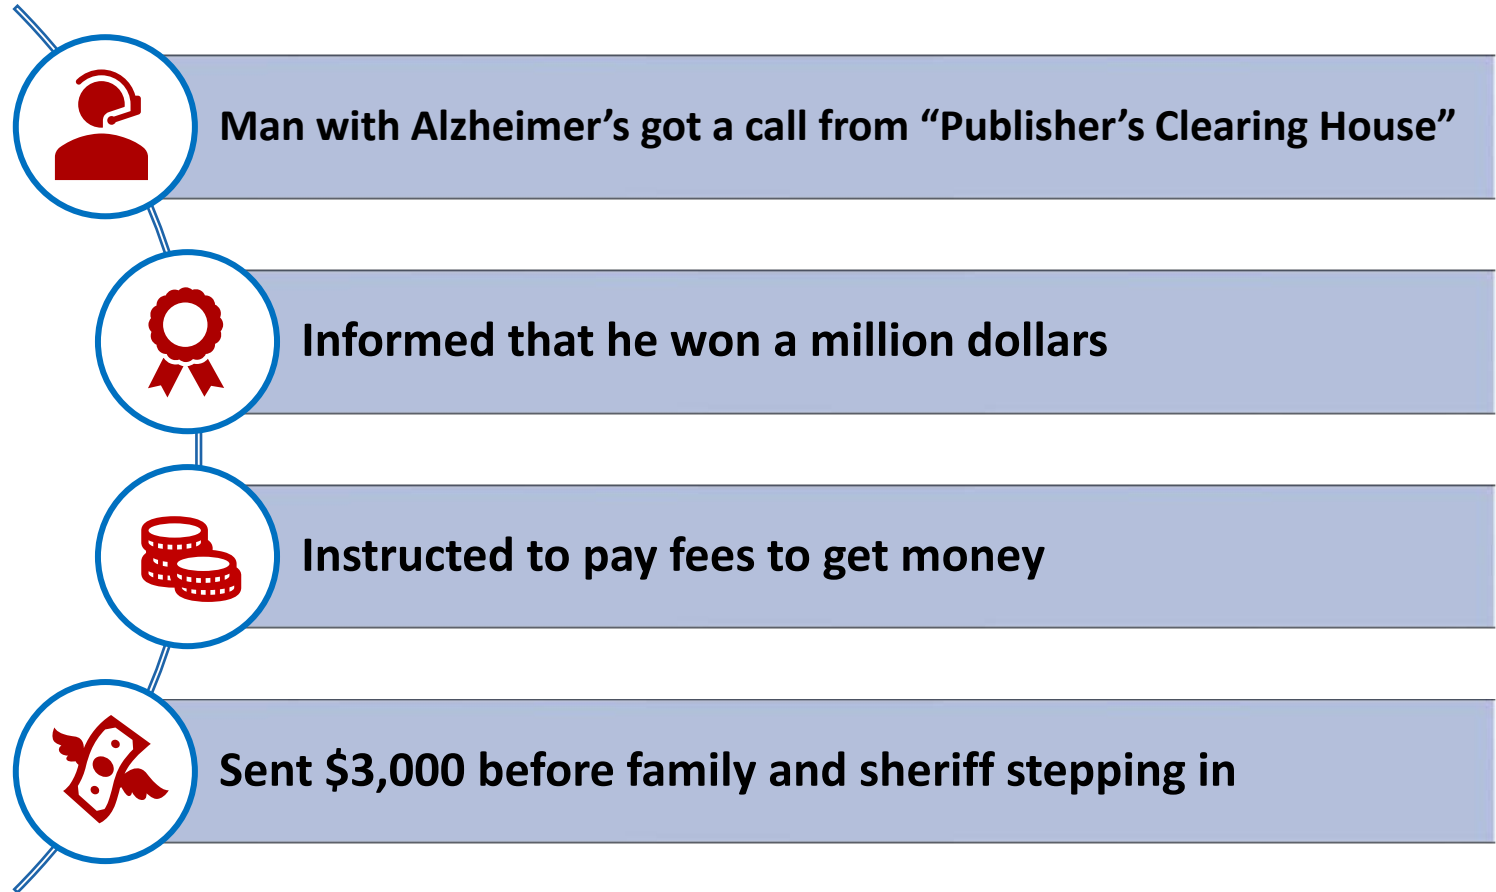 Man with Alzheimer’s got a call from “Publisher’s Clearing House”
Informed that he won a million dollars
Instructed to pay fees to get money
Sent $3,000 before family and sheriff stepping in